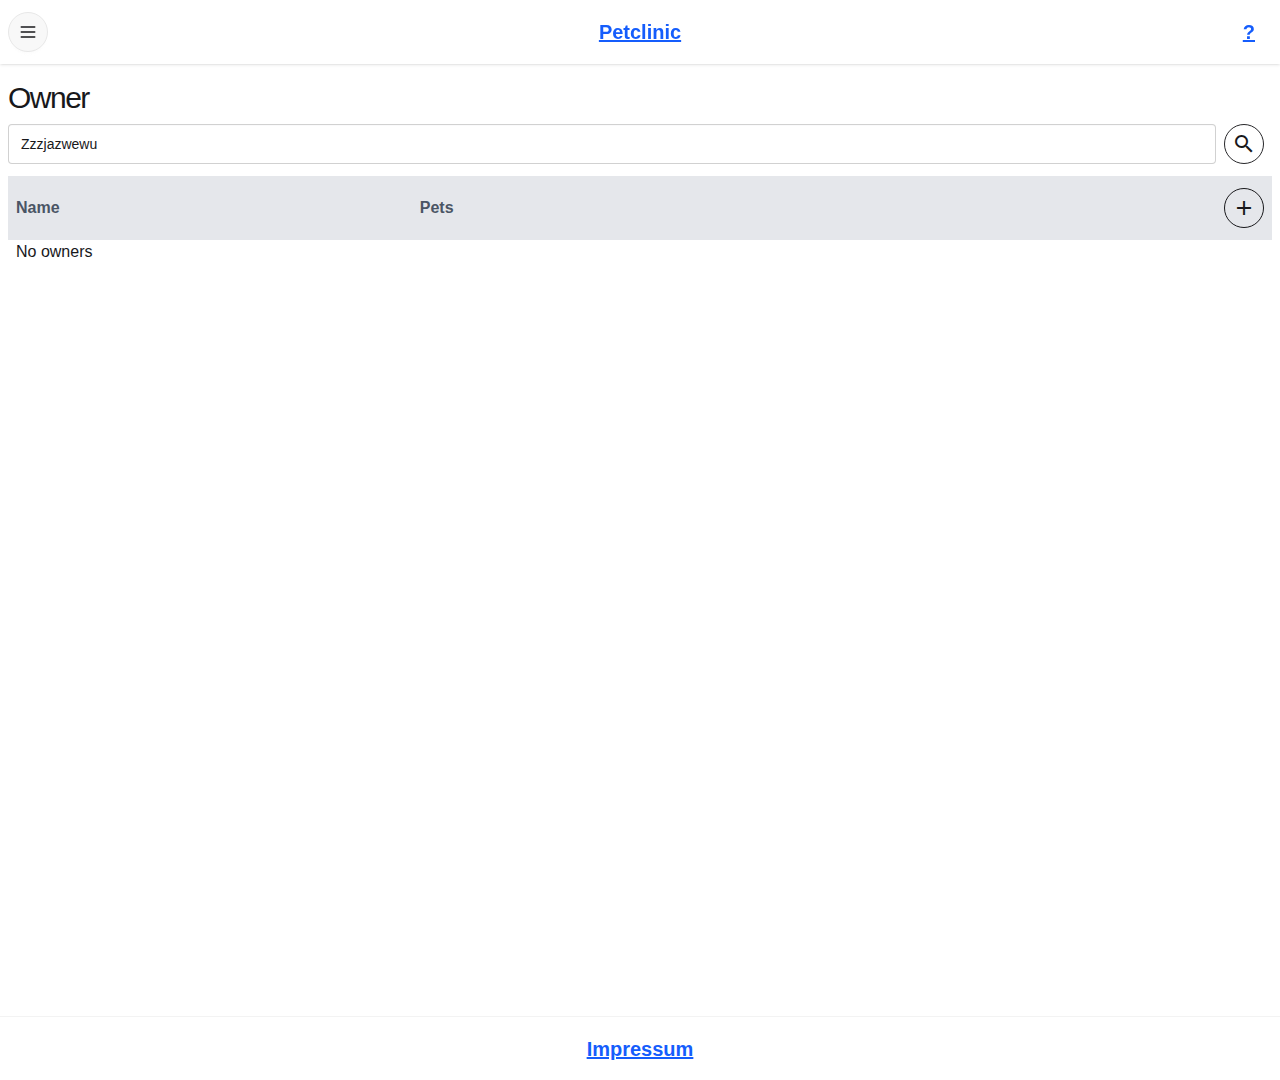 Petclinic ?
Owner
Zzzjazwewu
Name Pets
No owners
Impressum